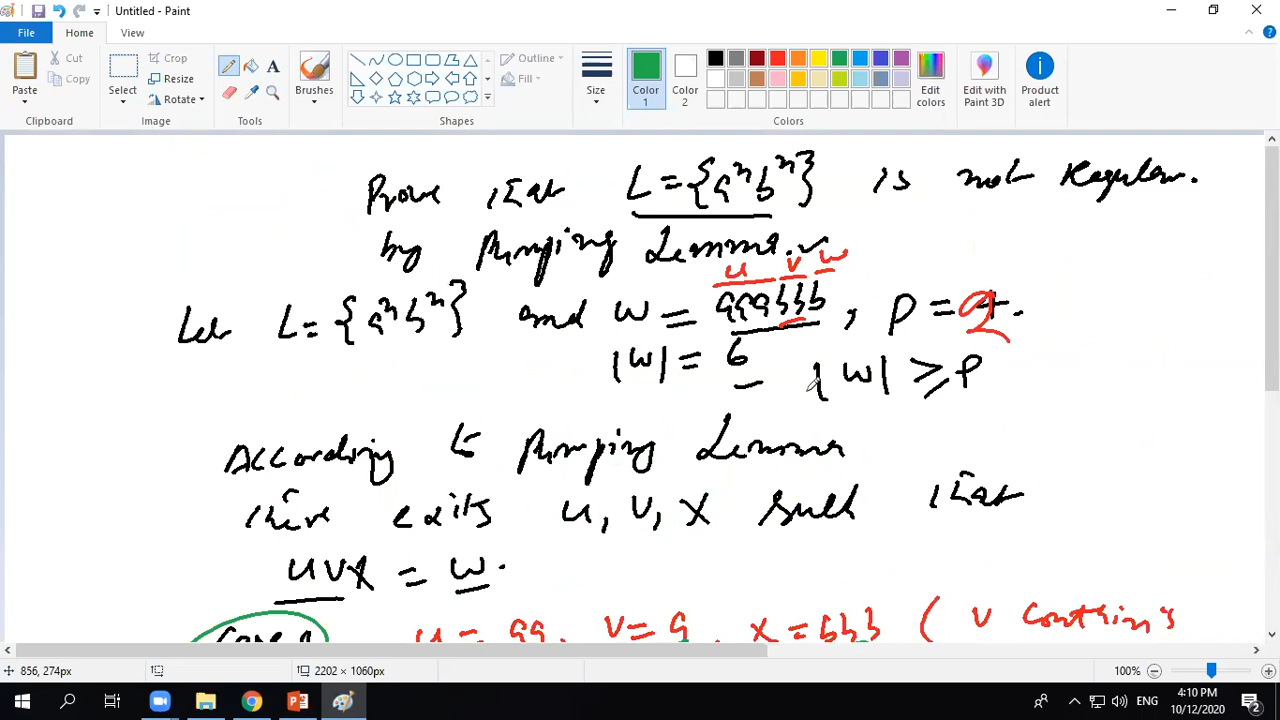 Untitled - Paint
File Home View
Paste Cut Copy Clipboard
Select Crop Resize Rotate Image
Tools
Brushes
Shapes Outline Fill
Size
Color 1 Color 2 Edit colors Colors
Edit with Paint 3D
Product alert
Prove that L = {aⁿbⁿ} is not Regular.
by Pumping Lemma.
u v w
Let L = {aⁿbⁿ} and w = aaabbb, P =
|w| = 6 |w| ≥ P
According to Pumping Lemma
there exits u, v, x such that
uvx = w.
Case 1 u = aa, v = a, x = bbb ( v contain's
856, 274px 2202 × 1060px 100%
ENG 4:10 PM 10/12/2020 2